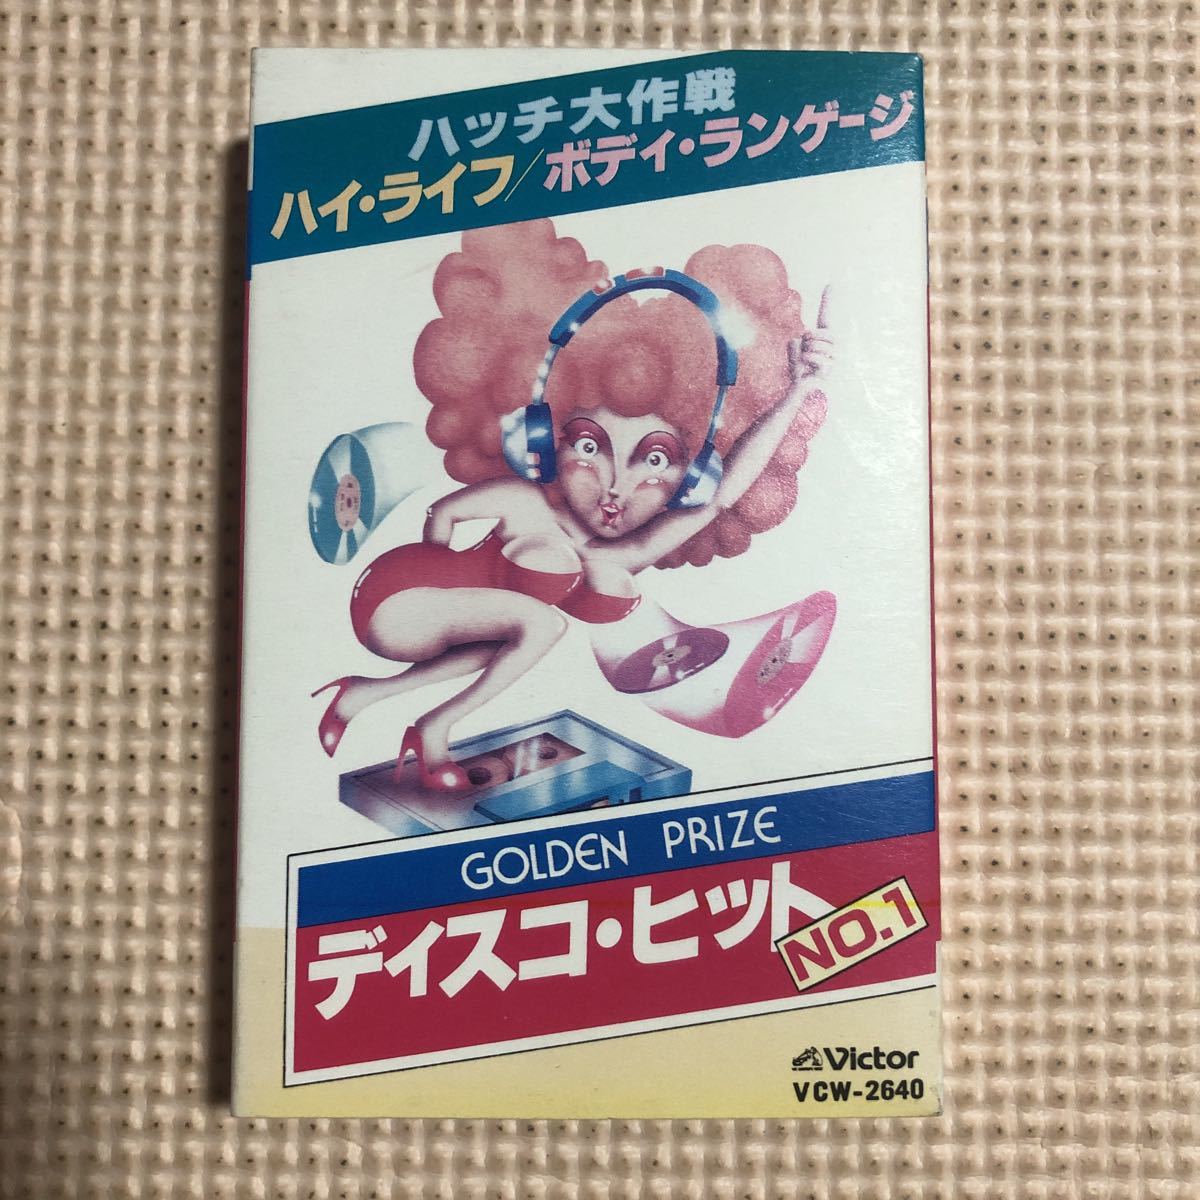 ハッチ大作戦
ハイ・ライフ/ボディ・ランゲージ
GOLDEN PRIZE
ディスコ・ヒット
NO.1
Victor
VCW-2640